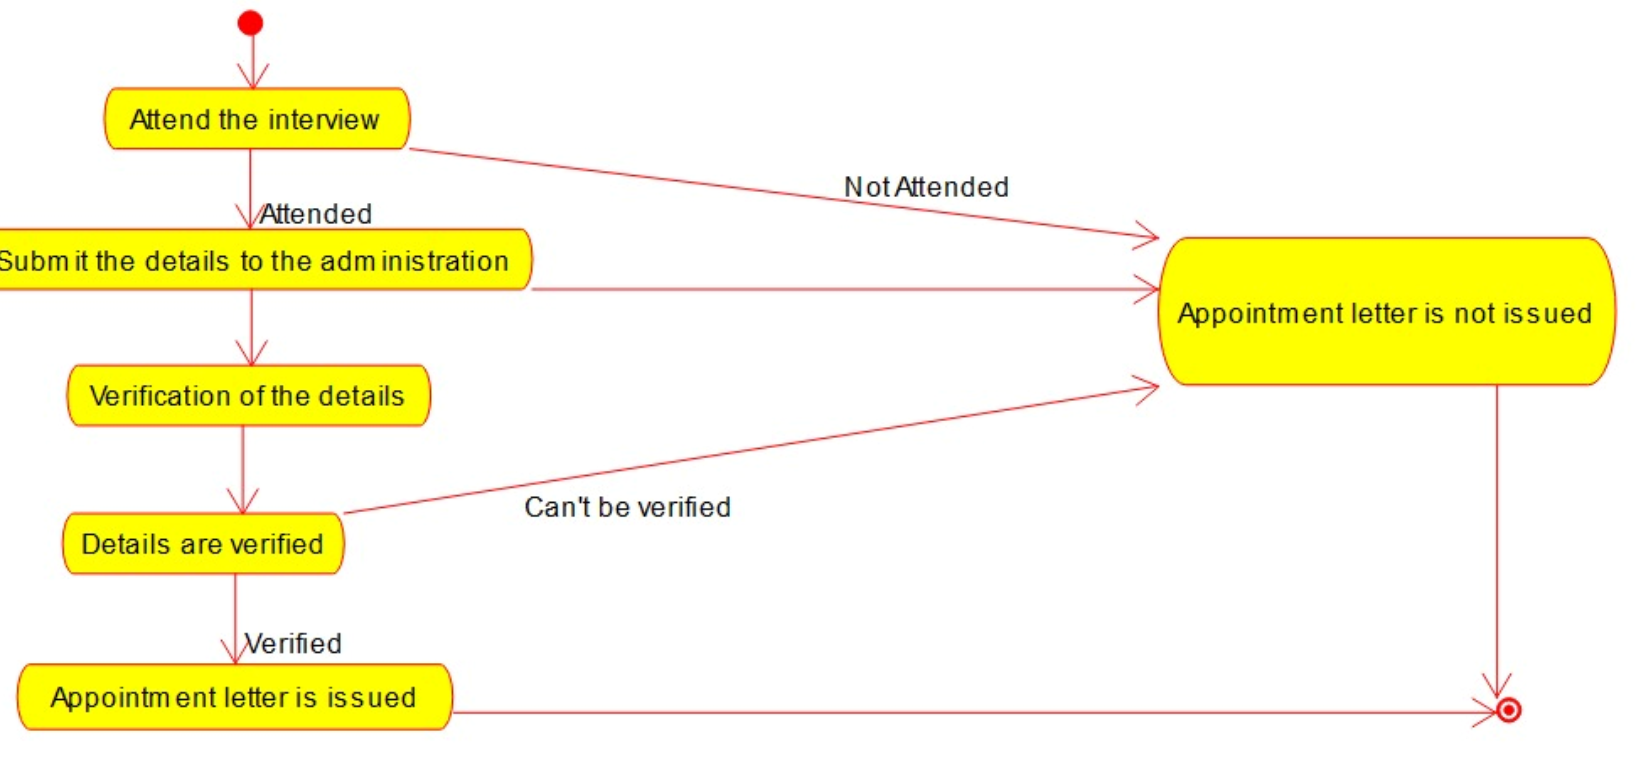 Attend the interview
Not Attended
Attended
Submit the details to the administration
Appointment letter is not issued
Verification of the details
Can't be verified
Details are verified
Verified
Appointment letter is issued